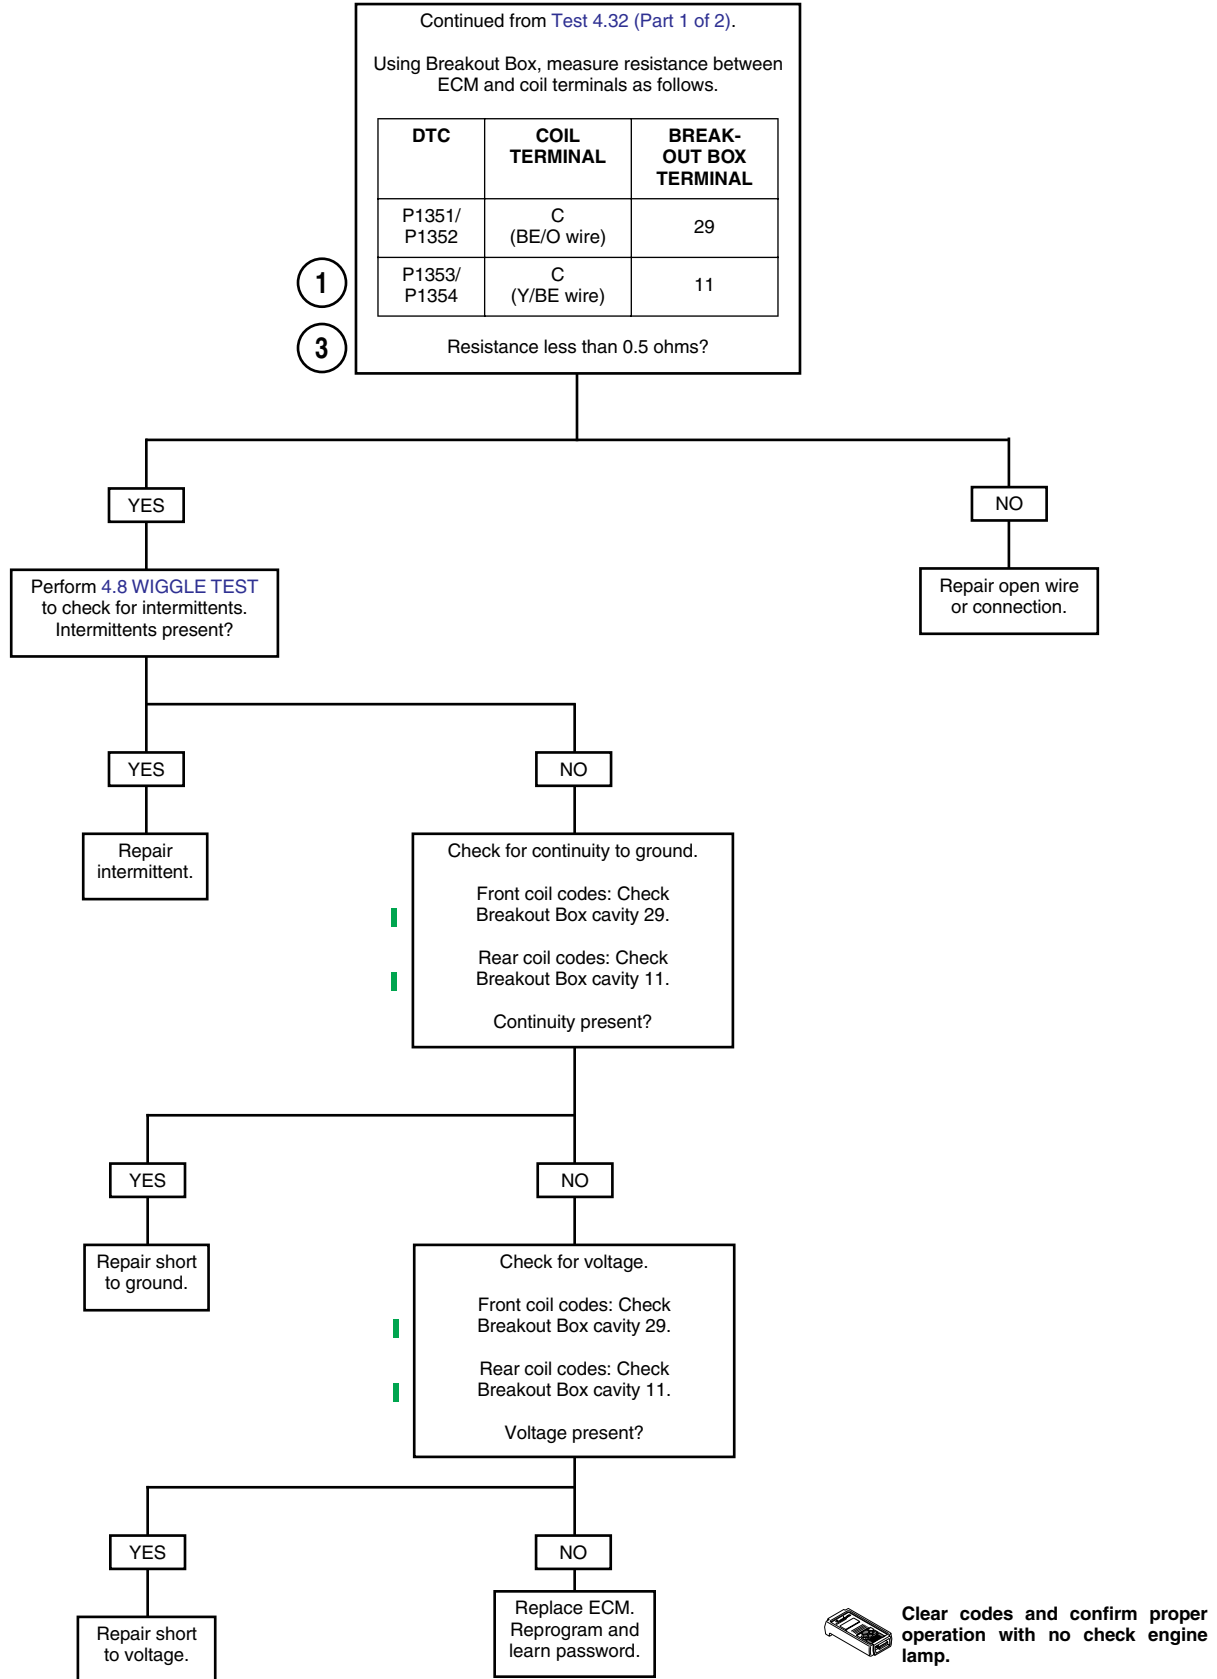 Continued from Test 4.32 (Part 1 of 2).
Using Breakout Box, measure resistance between
ECM and coil terminals as follows.
DTC
COIL
TERMINAL
BREAK-
OUT BOX
TERMINAL
P1351/
P1352
C
(BE/O wire)
29
1
P1353/
P1354
C
(Y/BE wire)
11
3
Resistance less than 0.5 ohms?
YES
NO
Perform 4.8 WIGGLE TEST
to check for intermittents.
Intermittents present?
Repair open wire
or connection.
YES
NO
Repair
intermittent.
Check for continuity to ground.
Front coil codes: Check
Breakout Box cavity 29.
Rear coil codes: Check
Breakout Box cavity 11.
Continuity present?
YES
NO
Repair short
to ground.
Check for voltage.
Front coil codes: Check
Breakout Box cavity 29.
Rear coil codes: Check
Breakout Box cavity 11.
Voltage present?
YES
NO
Repair short
to voltage.
Replace ECM.
Reprogram and
learn password.
Clear codes and confirm proper
operation with no check engine
lamp.